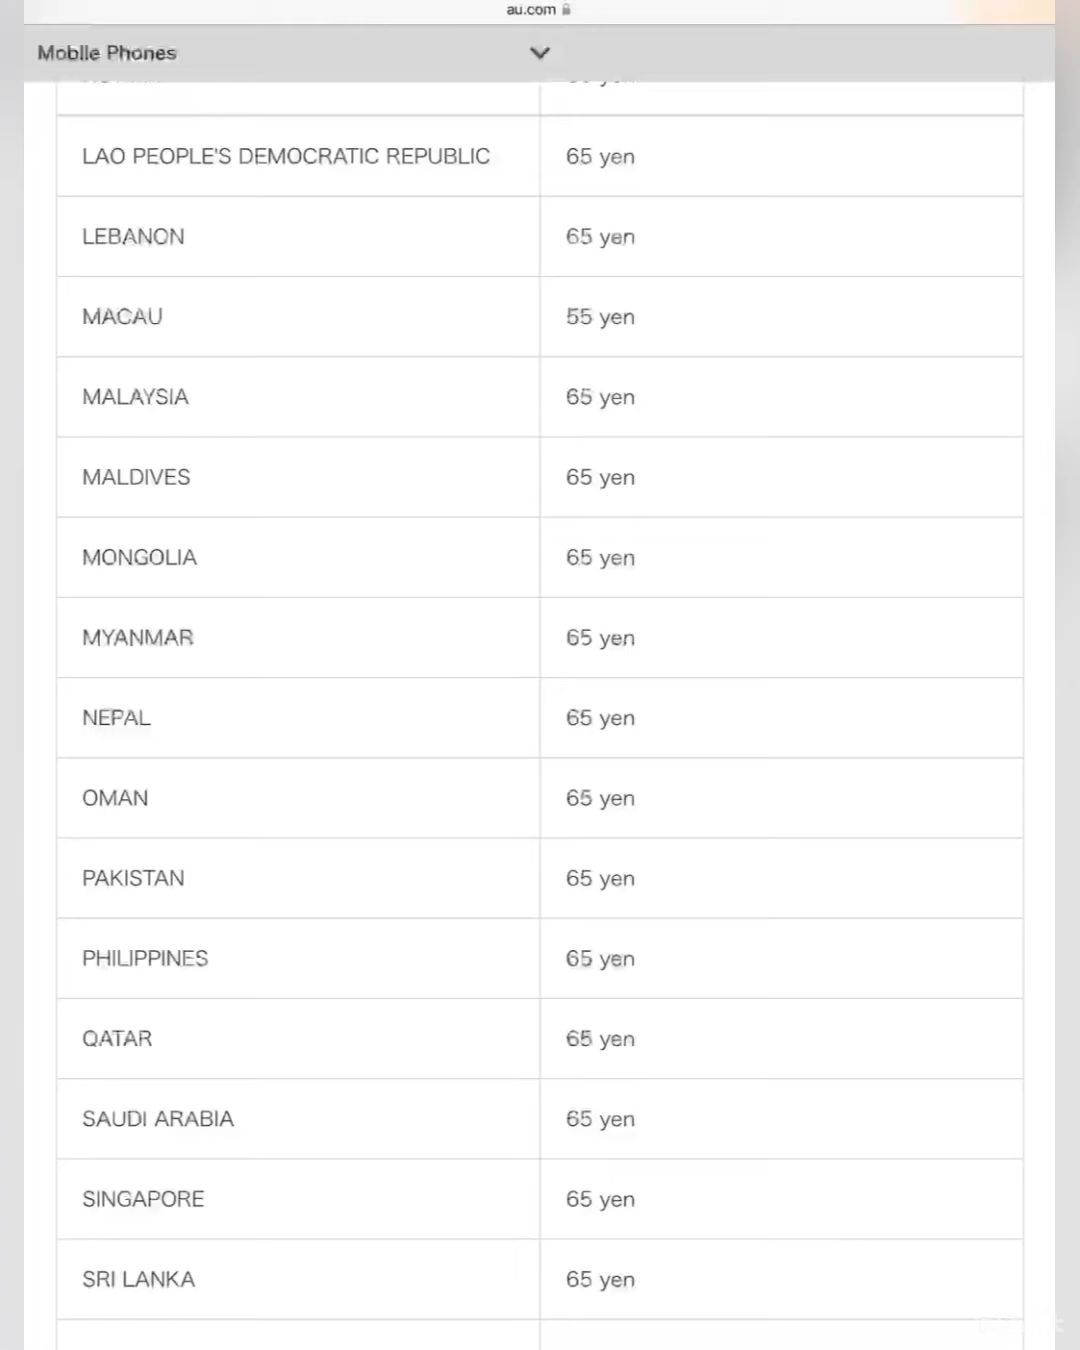 au.com
Mobile Phones
LAO PEOPLE'S DEMOCRATIC REPUBLIC 65 yen
LEBANON 65 yen
MACAU 55 yen
MALAYSIA 65 yen
MALDIVES 65 yen
MONGOLIA 65 yen
MYANMAR 65 yen
NEPAL 65 yen
OMAN 65 yen
PAKISTAN 65 yen
PHILIPPINES 65 yen
QATAR 65 yen
SAUDI ARABIA 65 yen
SINGAPORE 65 yen
SRI LANKA 65 yen